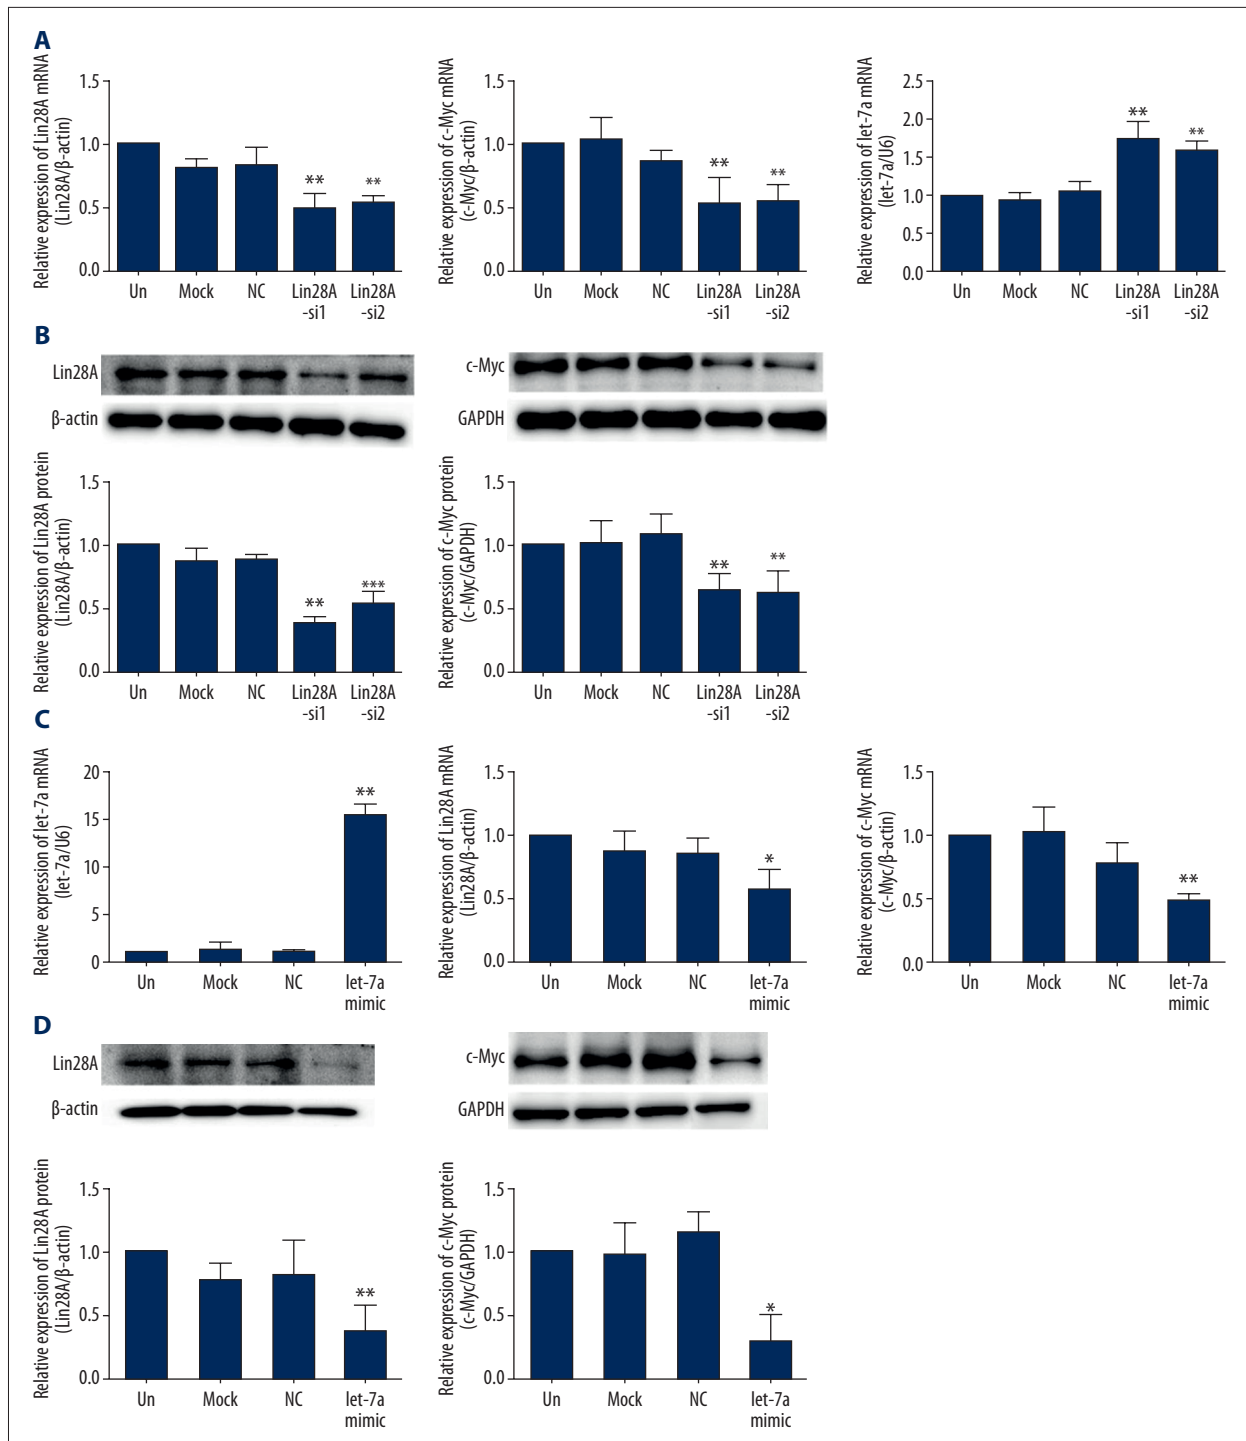 A
Relative expression of Lin28A mRNA
(Lin28A/β-actin)
1.5
1.0
0.5
0.0
** **
Un Mock NC Lin28A-si1 Lin28A-si2
Relative expression of c-Myc mRNA
(c-Myc/β-actin)
1.5
1.0
0.5
0.0
** **
Un Mock NC Lin28A-si1 Lin28A-si2
Relative expression of let-7a mRNA
(let-7a/U6)
2.5
2.0
1.5
1.0
0.5
0.0
** **
Un Mock NC Lin28A-si1 Lin28A-si2
B
Lin28A
β-actin
c-Myc
GAPDH
Relative expression of Lin28A protein
(Lin28A/β-actin)
1.5
1.0
0.5
0.0
** ***
Un Mock NC Lin28A-si1 Lin28A-si2
Relative expression of c-Myc protein
(c-Myc/GAPDH)
1.5
1.0
0.5
0.0
** **
Un Mock NC Lin28A-si1 Lin28A-si2
C
Relative expression of let-7a mRNA
(let-7a/U6)
20
15
10
5
0
**
Un Mock NC let-7a mimic
Relative expression of Lin28A mRNA
(Lin28A/β-actin)
1.5
1.0
0.5
0.0
*
Un Mock NC let-7a mimic
Relative expression of c-Myc mRNA
(c-Myc/β-actin)
1.5
1.0
0.5
0.0
**
Un Mock NC let-7a mimic
D
Lin28A
β-actin
c-Myc
GAPDH
Relative expression of Lin28A protein
(Lin28A/β-actin)
1.5
1.0
0.5
0.0
**
Un Mock NC let-7a mimic
Relative expression of c-Myc protein
(c-Myc/GAPDH)
1.5
1.0
0.5
0.0
*
Un Mock NC let-7a mimic